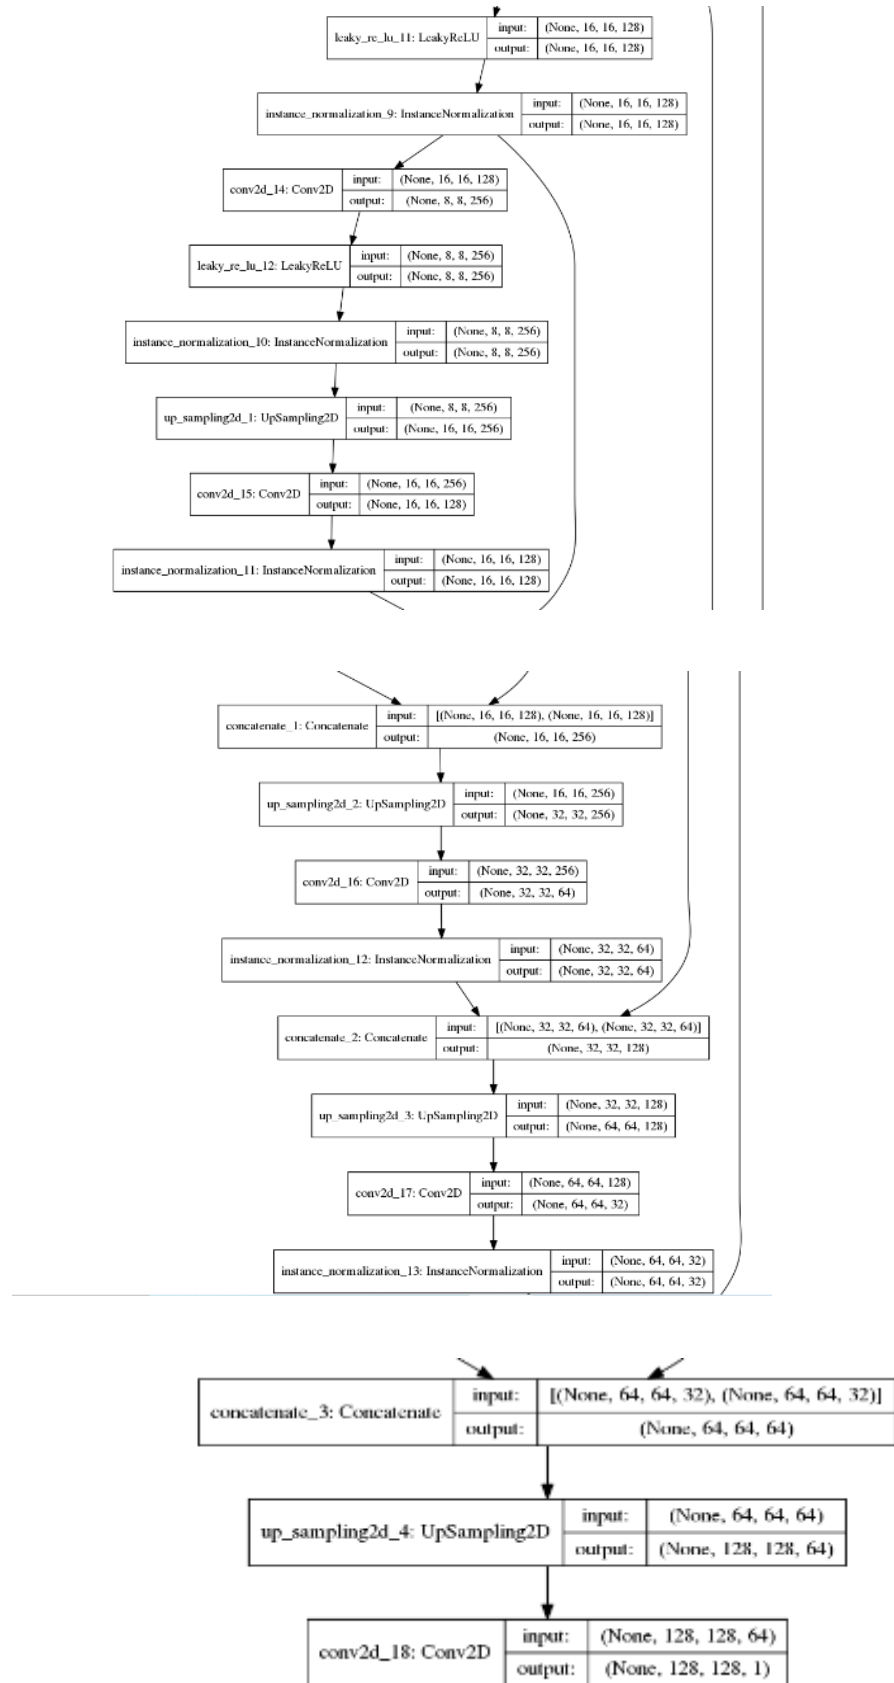 leaky_re_lu_11: LeakyReLU input: (None, 16, 16, 128)
output: (None, 16, 16, 128)
instance_normalization_9: InstanceNormalization input: (None, 16, 16, 128)
output: (None, 16, 16, 128)
conv2d_14: Conv2D input: (None, 16, 16, 128)
output: (None, 8, 8, 256)
leaky_re_lu_12: LeakyReLU input: (None, 8, 8, 256)
output: (None, 8, 8, 256)
instance_normalization_10: InstanceNormalization input: (None, 8, 8, 256)
output: (None, 8, 8, 256)
up_sampling2d_1: UpSampling2D input: (None, 8, 8, 256)
output: (None, 16, 16, 256)
conv2d_15: Conv2D input: (None, 16, 16, 256)
output: (None, 16, 16, 128)
instance_normalization_11: InstanceNormalization input: (None, 16, 16, 128)
output: (None, 16, 16, 128)
concatenate_1: Concatenate input: [(None, 16, 16, 128), (None, 16, 16, 128)]
output: (None, 16, 16, 256)
up_sampling2d_2: UpSampling2D input: (None, 16, 16, 256)
output: (None, 32, 32, 256)
conv2d_16: Conv2D input: (None, 32, 32, 256)
output: (None, 32, 32, 64)
instance_normalization_12: InstanceNormalization input: (None, 32, 32, 64)
output: (None, 32, 32, 64)
concatenate_2: Concatenate input: [(None, 32, 32, 64), (None, 32, 32, 64)]
output: (None, 32, 32, 128)
up_sampling2d_3: UpSampling2D input: (None, 32, 32, 128)
output: (None, 64, 64, 128)
conv2d_17: Conv2D input: (None, 64, 64, 128)
output: (None, 64, 64, 32)
instance_normalization_13: InstanceNormalization input: (None, 64, 64, 32)
output: (None, 64, 64, 32)
concatenate_3: Concatenate input: [(None, 64, 64, 32), (None, 64, 64, 32)]
output: (None, 64, 64, 64)
up_sampling2d_4: UpSampling2D input: (None, 64, 64, 64)
output: (None, 128, 128, 64)
conv2d_18: Conv2D input: (None, 128, 128, 64)
output: (None, 128, 128, 1)